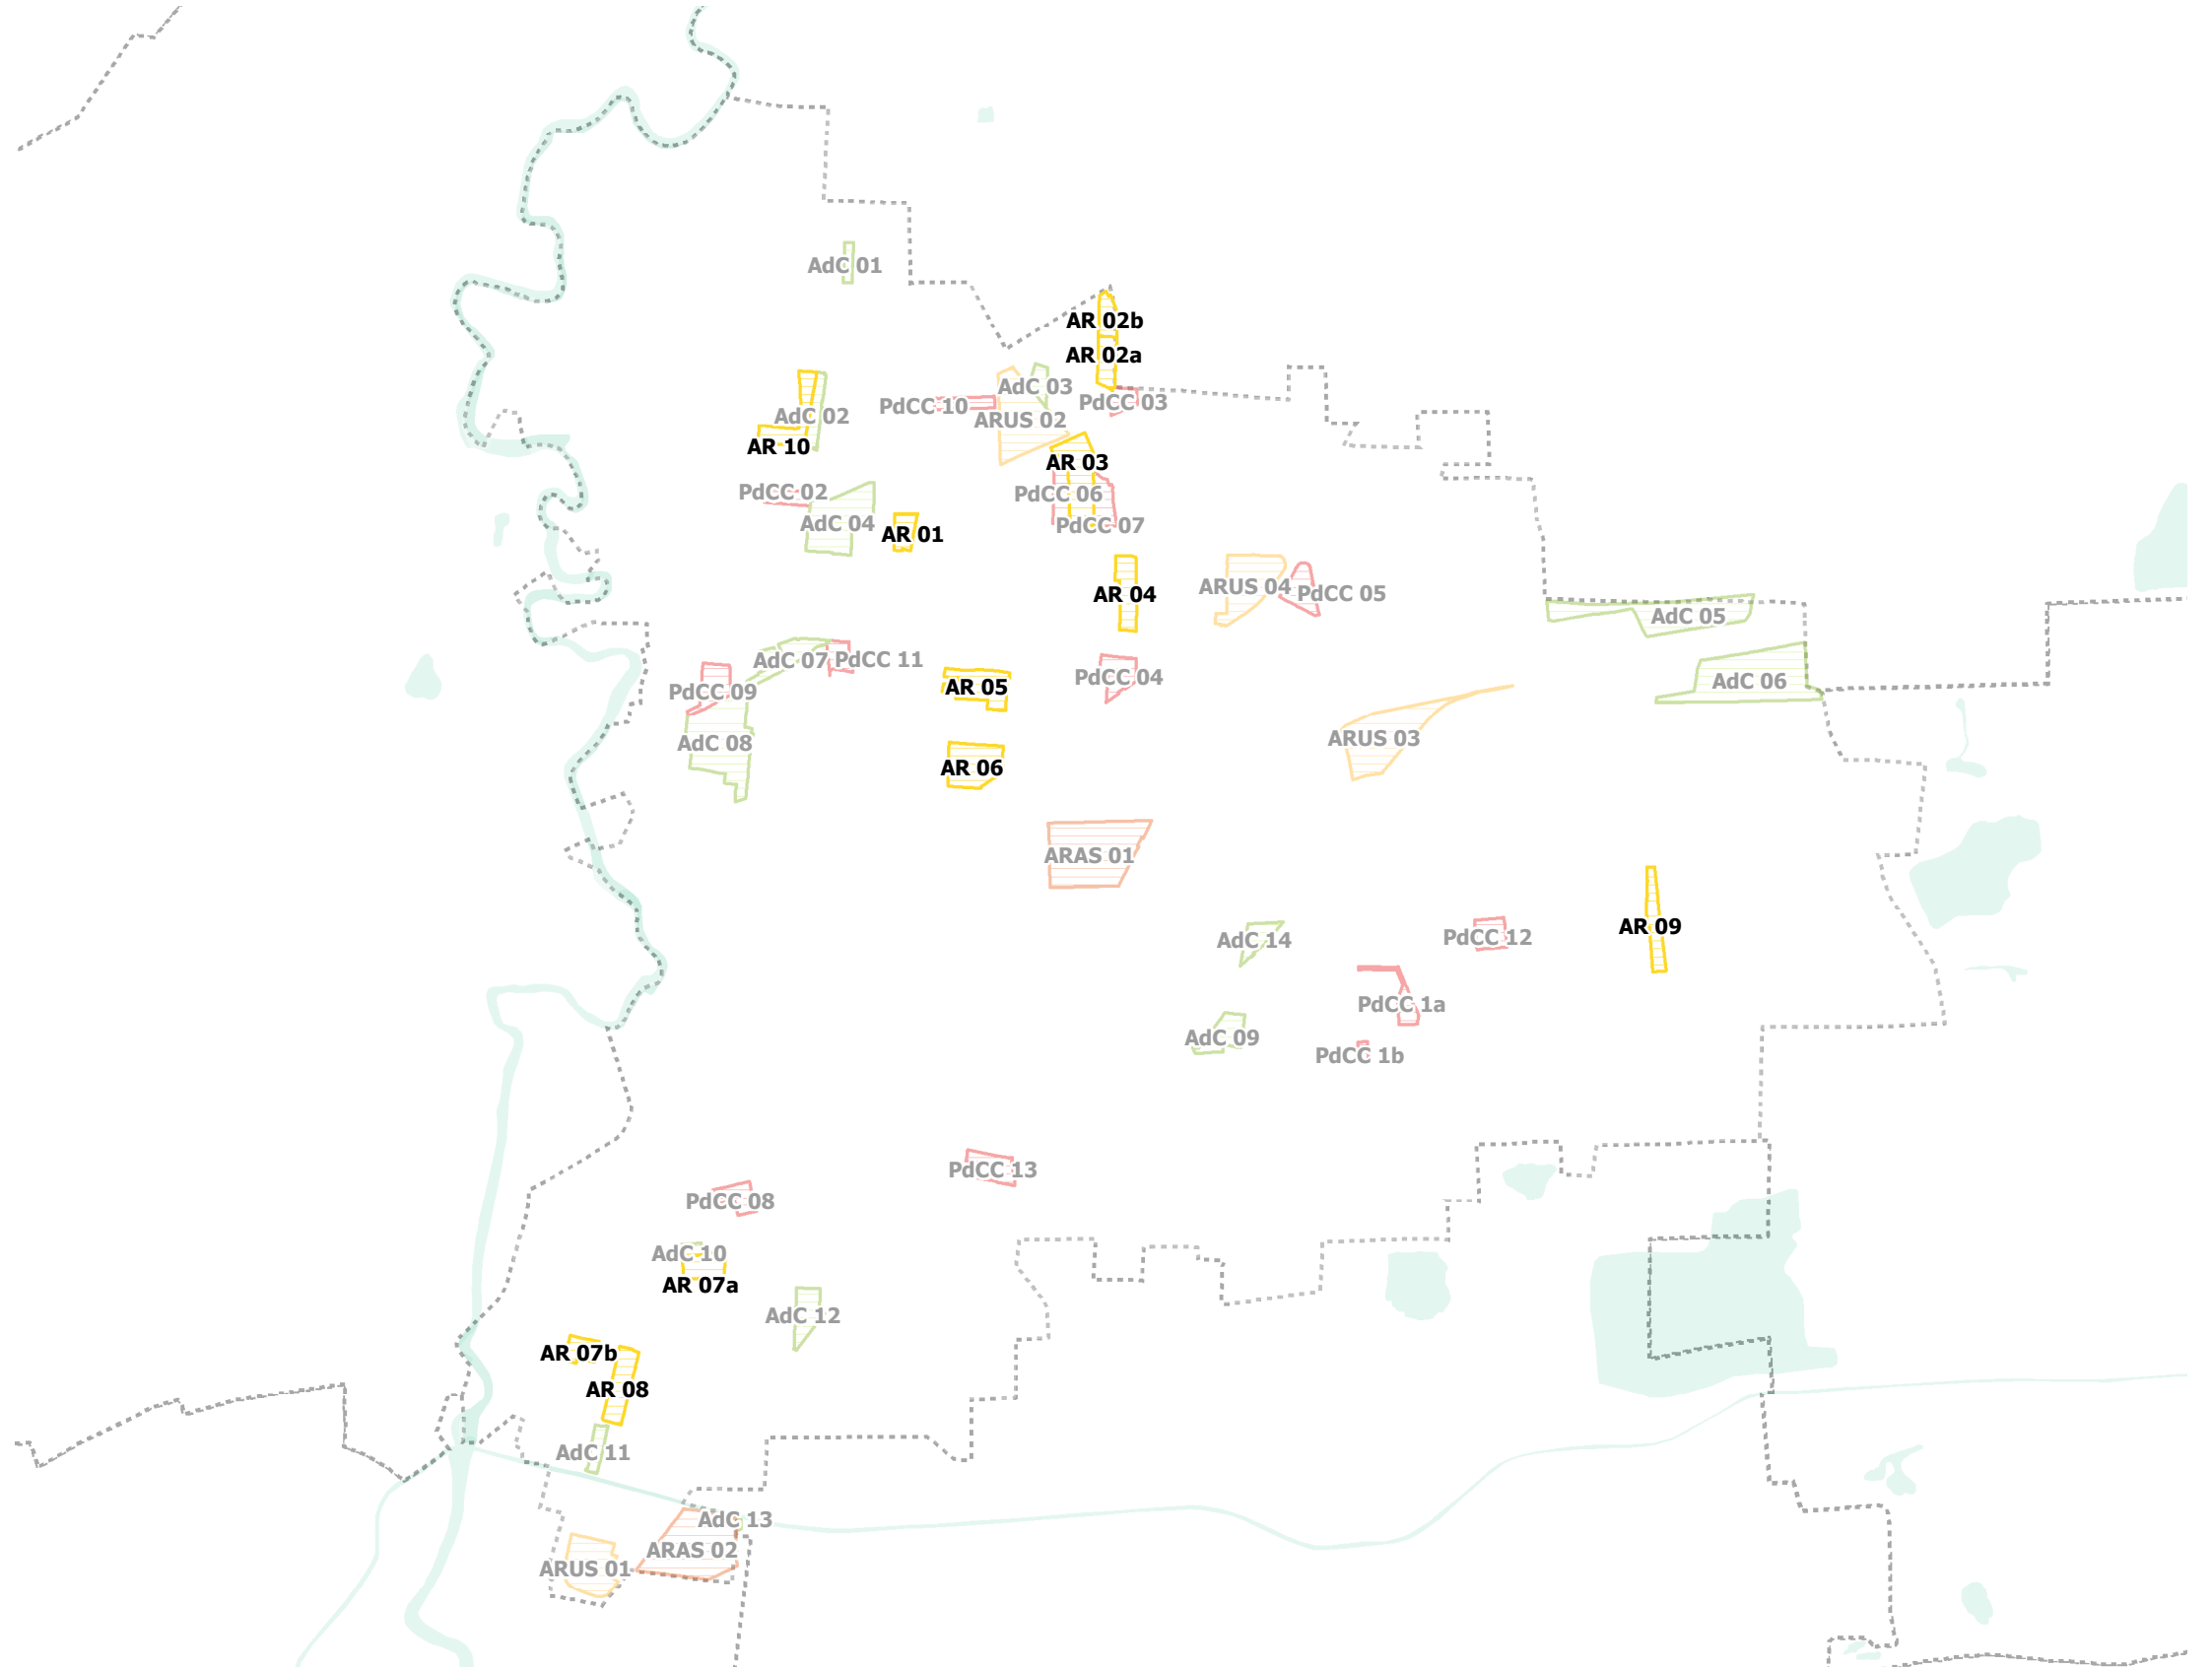 AdC 01
AR 02b
AR 02a
AdC 03
PdCC 03
PdCC 10
AdC 02
ARUS 02
AR 10
AR 03
PdCC 02
PdCC 06
AdC 04
PdCC 07
AR 01
ARUS 04
PdCC 05
AR 04
AdC 05
AdC 07
PdCC 11
PdCC 04
AdC 06
AR 05
PdCC 09
ARUS 03
AdC 08
AR 06
ARAS 01
AR 09
PdCC 12
AdC 14
PdCC 1a
AdC 09
PdCC 1b
PdCC 13
PdCC 08
AdC 10
AR 07a
AdC 12
AR 07b
AR 08
AdC 11
AdC 13
ARAS 02
ARUS 01